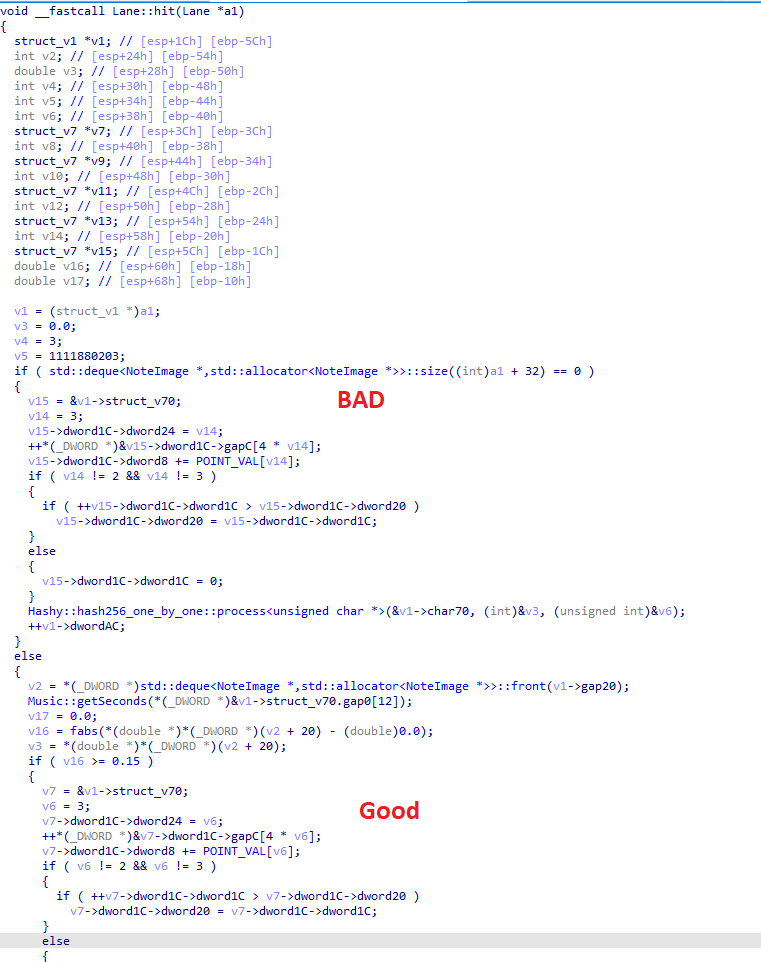 void __fastcall Lane::hit(Lane *a1)
{
struct_v1 *v1; // [esp+1Ch] [ebp-5Ch]
int v2; // [esp+24h] [ebp-54h]
double v3; // [esp+28h] [ebp-50h]
int v4; // [esp+30h] [ebp-48h]
int v5; // [esp+34h] [ebp-44h]
int v6; // [esp+38h] [ebp-40h]
struct_v7 *v7; // [esp+3Ch] [ebp-3Ch]
int v8; // [esp+40h] [ebp-38h]
struct_v7 *v9; // [esp+44h] [ebp-34h]
int v10; // [esp+48h] [ebp-30h]
struct_v7 *v11; // [esp+4Ch] [ebp-2Ch]
int v12; // [esp+50h] [ebp-28h]
struct_v7 *v13; // [esp+54h] [ebp-24h]
int v14; // [esp+58h] [ebp-20h]
struct_v7 *v15; // [esp+5Ch] [ebp-1Ch]
double v16; // [esp+60h] [ebp-18h]
double v17; // [esp+68h] [ebp-10h]
v1 = (struct_v1 *)a1;
v3 = 0.0;
v4 = 3;
v5 = 1111880203;
if ( std::deque<NoteImage *,std::allocator<NoteImage *>>::size((int)a1 + 32) == 0 )
{
BAD
v15 = &v1->struct_v70;
v14 = 3;
v15->dword1C->dword24 = v14;
++*(_DWORD *)&v15->dword1C->gapC[4 * v14];
v15->dword1C->dword8 += POINT_VAL[v14];
if ( v14 != 2 && v14 != 3 )
{
if ( ++v15->dword1C->dword1C > v15->dword1C->dword20 )
v15->dword1C->dword20 = v15->dword1C->dword1C;
}
else
{
v15->dword1C->dword1C = 0;
}
Hashy::hash256_one_by_one::process<unsigned char *>(&v1->char70, (int)&v3, (unsigned int)&v6);
++v1->dwordAC;
}
else
{
v2 = *(_DWORD *)std::deque<NoteImage *,std::allocator<NoteImage *>>::front(v1->gap20);
Music::getSeconds(*(_DWORD *)&v1->struct_v70.gap0[12]);
v17 = 0.0;
v16 = fabs(*(double *)*(_DWORD *)(v2 + 20) - (double)0.0);
v3 = *(double *)*(_DWORD *)(v2 + 20);
if ( v16 >= 0.15 )
{
v7 = &v1->struct_v70;
v6 = 3;
Good
v7->dword1C->dword24 = v6;
++*(_DWORD *)&v7->dword1C->gapC[4 * v6];
v7->dword1C->dword8 += POINT_VAL[v6];
if ( v6 != 2 && v6 != 3 )
{
if ( ++v7->dword1C->dword1C > v7->dword1C->dword20 )
v7->dword1C->dword20 = v7->dword1C->dword1C;
}
else
{